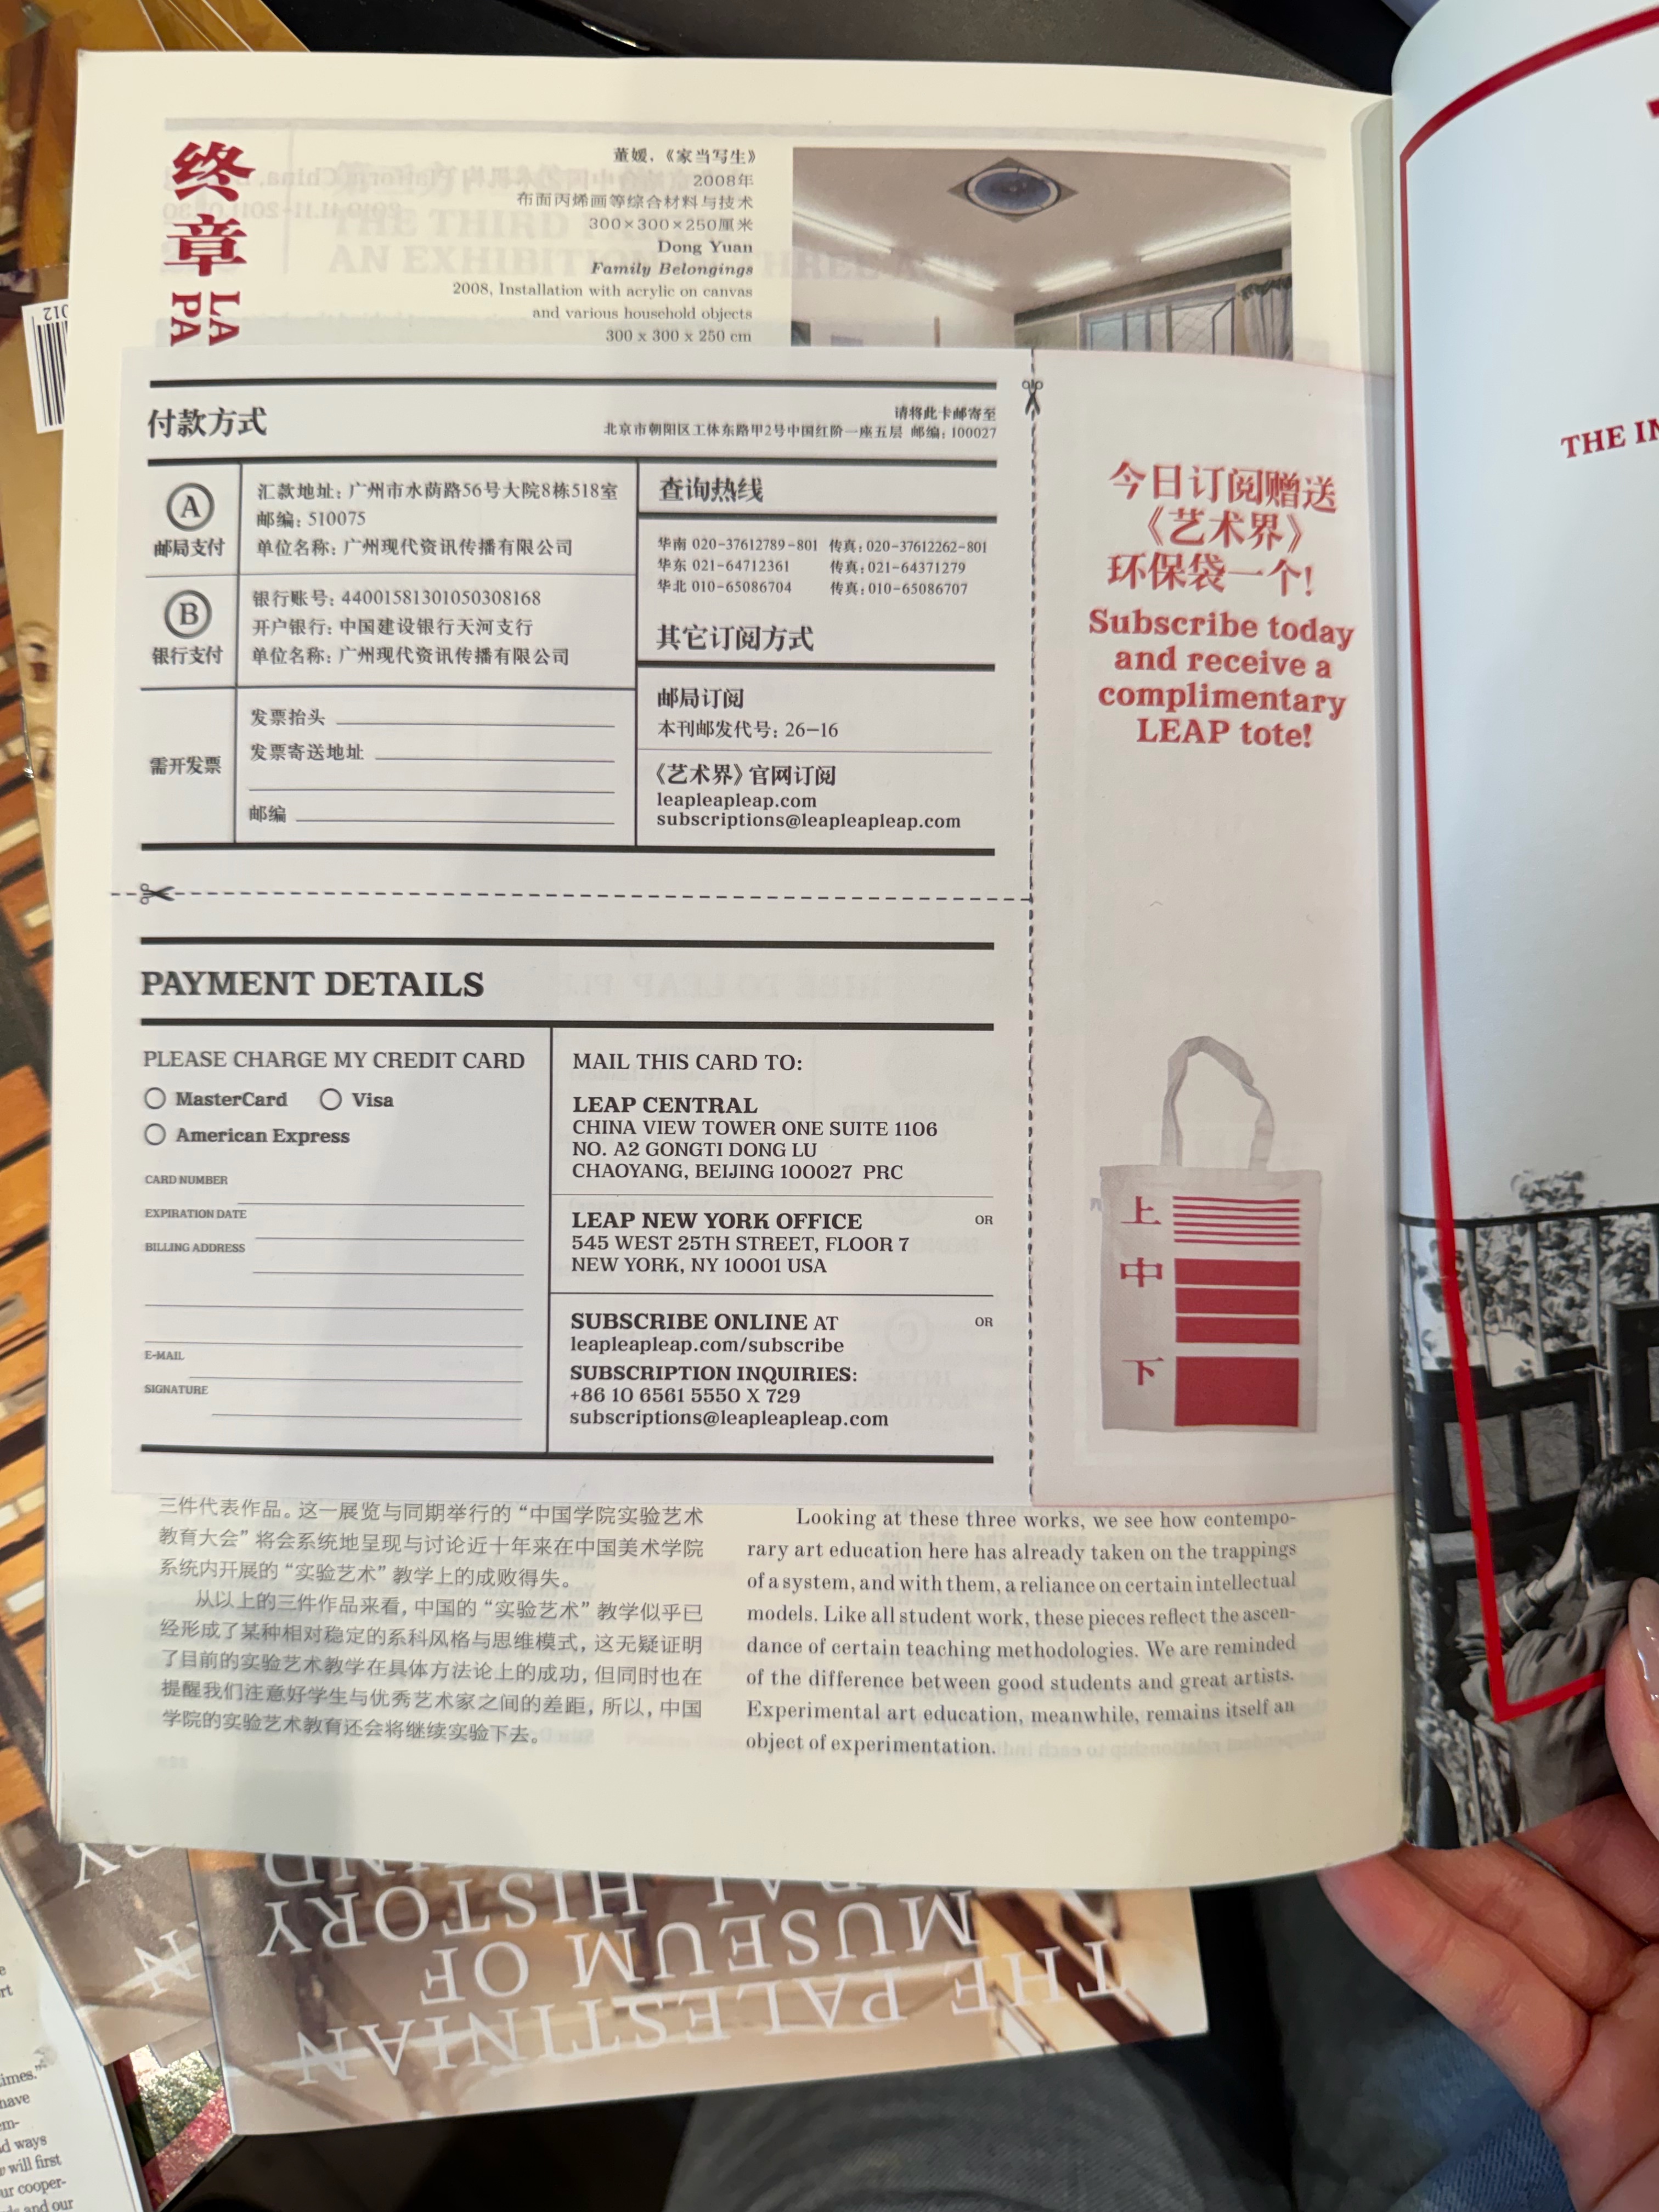 终章
LA
PA
董媛,《家当写生》
2008年
布面丙烯画等综合材料与技术
300×300×250厘米
Dong Yuan
Family Belongings
2008, Installation with acrylic on canvas
and various household objects
300 x 300 x 250 cm
付款方式
请将此卡邮寄至
北京市朝阳区工体东路甲2号中国红阶一座五层 邮编: 100027
A
邮局支付
汇款地址: 广州市水荫路56号大院8栋518室
邮编: 510075
单位名称: 广州现代资讯传播有限公司
B
银行支付
银行账号: 44001581301050308168
开户银行: 中国建设银行天河支行
单位名称: 广州现代资讯传播有限公司
需开发票
发票抬头
发票寄送地址
邮编
查询热线
华南 020-37612789-801 传真: 020-37612262-801
华东 021-64712361 传真: 021-64371279
华北 010-65086704 传真: 010-65086707
其它订阅方式
邮局订阅
本刊邮发代号: 26-16
《艺术界》官网订阅
leapleapleap.com
subscriptions@leapleapleap.com
今日订阅赠送
《艺术界》
环保袋一个!
Subscribe today
and receive a
complimentary
LEAP tote!
上
中
下
PAYMENT DETAILS
PLEASE CHARGE MY CREDIT CARD
MasterCard Visa
American Express
CARD NUMBER
EXPIRATION DATE
BILLING ADDRESS
E-MAIL
SIGNATURE
MAIL THIS CARD TO:
LEAP CENTRAL
CHINA VIEW TOWER ONE SUITE 1106
NO. A2 GONGTI DONG LU
CHAOYANG, BEIJING 100027 PRC
LEAP NEW YORK OFFICE OR
545 WEST 25TH STREET, FLOOR 7
NEW YORK, NY 10001 USA
SUBSCRIBE ONLINE AT OR
leapleapleap.com/subscribe
SUBSCRIPTION INQUIRIES:
+86 10 6561 5550 X 729
subscriptions@leapleapleap.com
三件代表作品。这一展览与同期举行的“中国学院实验艺术
教育大会”将会系统地呈现与讨论近十年来在中国美术学院
系统内开展的“实验艺术”教学上的成败得失。
从以上的三件作品来看,中国的“实验艺术”教学似乎已
经形成了某种相对稳定的系科风格与思维模式,这无疑证明
了目前的实验艺术教学在具体方法论上的成功,但同时也在
提醒我们注意好学生与优秀艺术家之间的差距,所以,中国
学院的实验艺术教育还会将继续实验下去。
Looking at these three works, we see how contempo-
rary art education here has already taken on the trappings
of a system, and with them, a reliance on certain intellectual
models. Like all student work, these pieces reflect the ascen-
dance of certain teaching methodologies. We are reminded
of the difference between good students and great artists.
Experimental art education, meanwhile, remains itself an
object of experimentation.
THE
THE PALESTINIAN
MUSEUM OF
HISTORY
times."
have
em-
d ways
will first
ur cooper-
and our